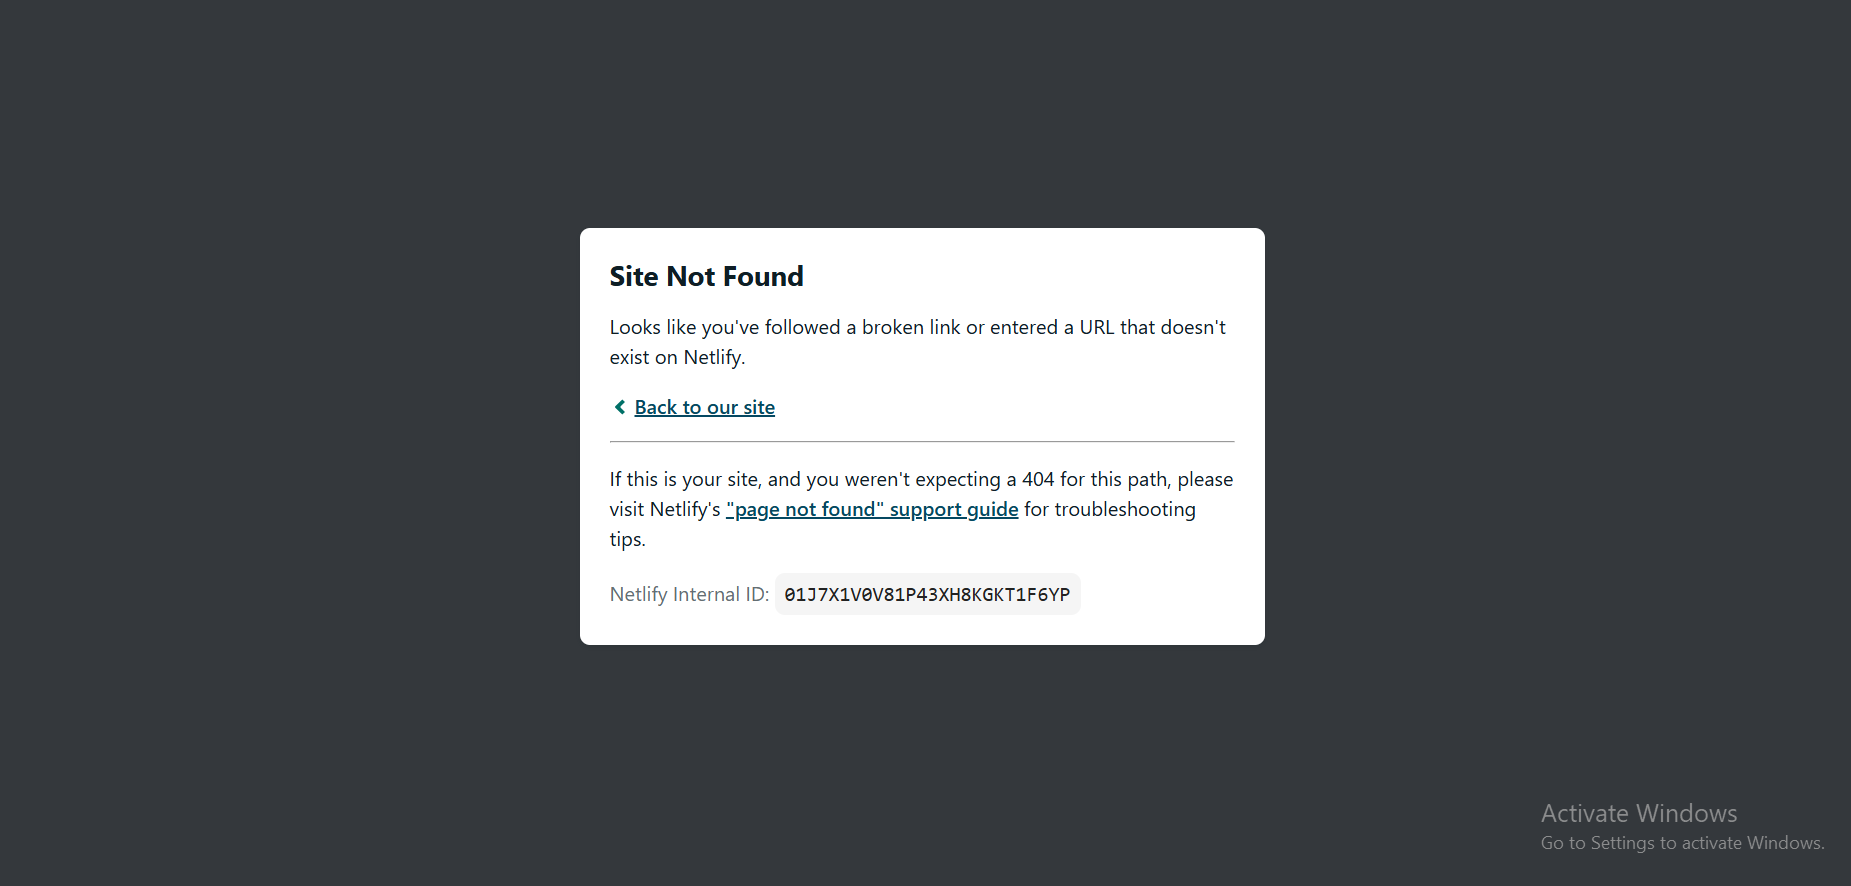 Site Not Found
Looks like you've followed a broken link or entered a URL that doesn't
exist on Netlify.
Back to our site
If this is your site, and you weren't expecting a 404 for this path, please
visit Netlify's "page not found" support guide for troubleshooting
tips.
Netlify Internal ID: 01J7X1V0V81P43XH8KGKT1F6YP
Activate Windows
Go to Settings to activate Windows.